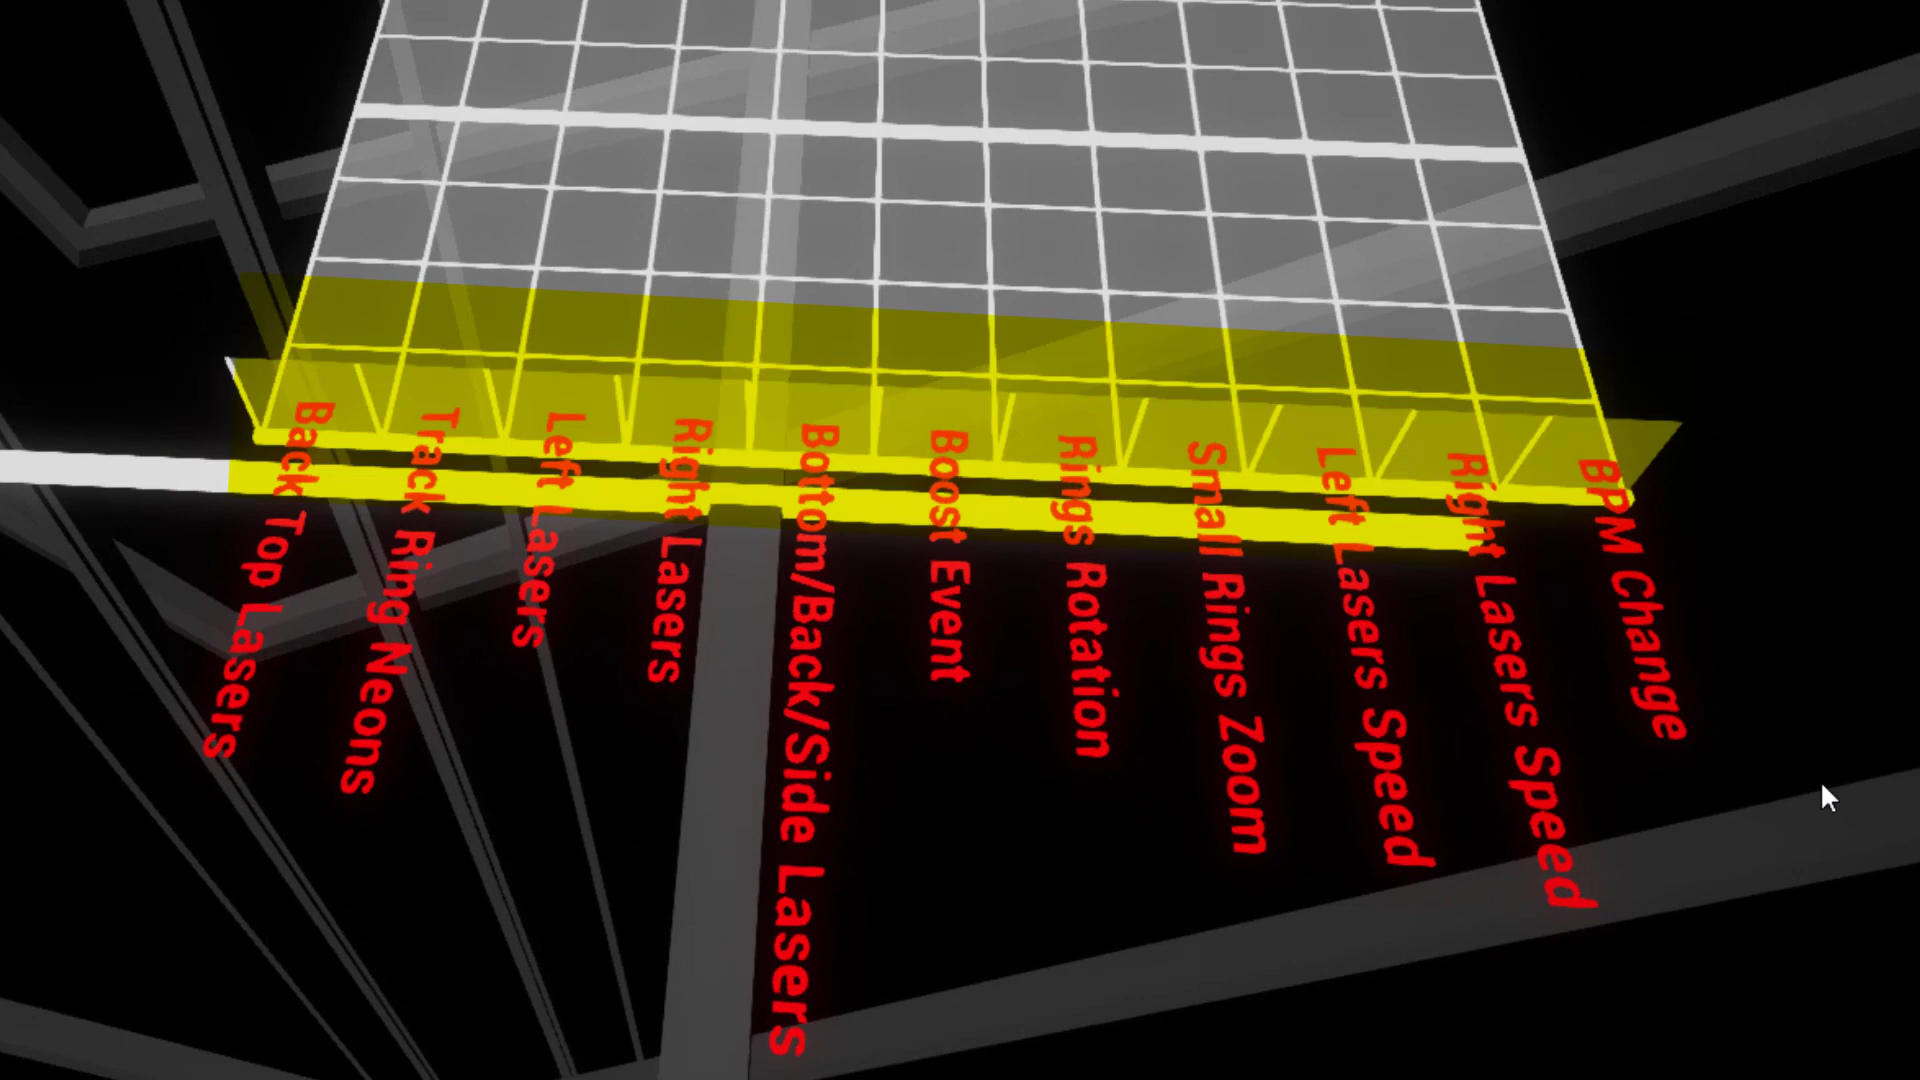 Back Top Lasers
Track Ring Neons
Left Lasers
Right Lasers
Bottom/Back/Side Lasers
Boost Event
Rings Rotation
Small Rings Zoom
Left Lasers Speed
Right Lasers Speed
BPM Change